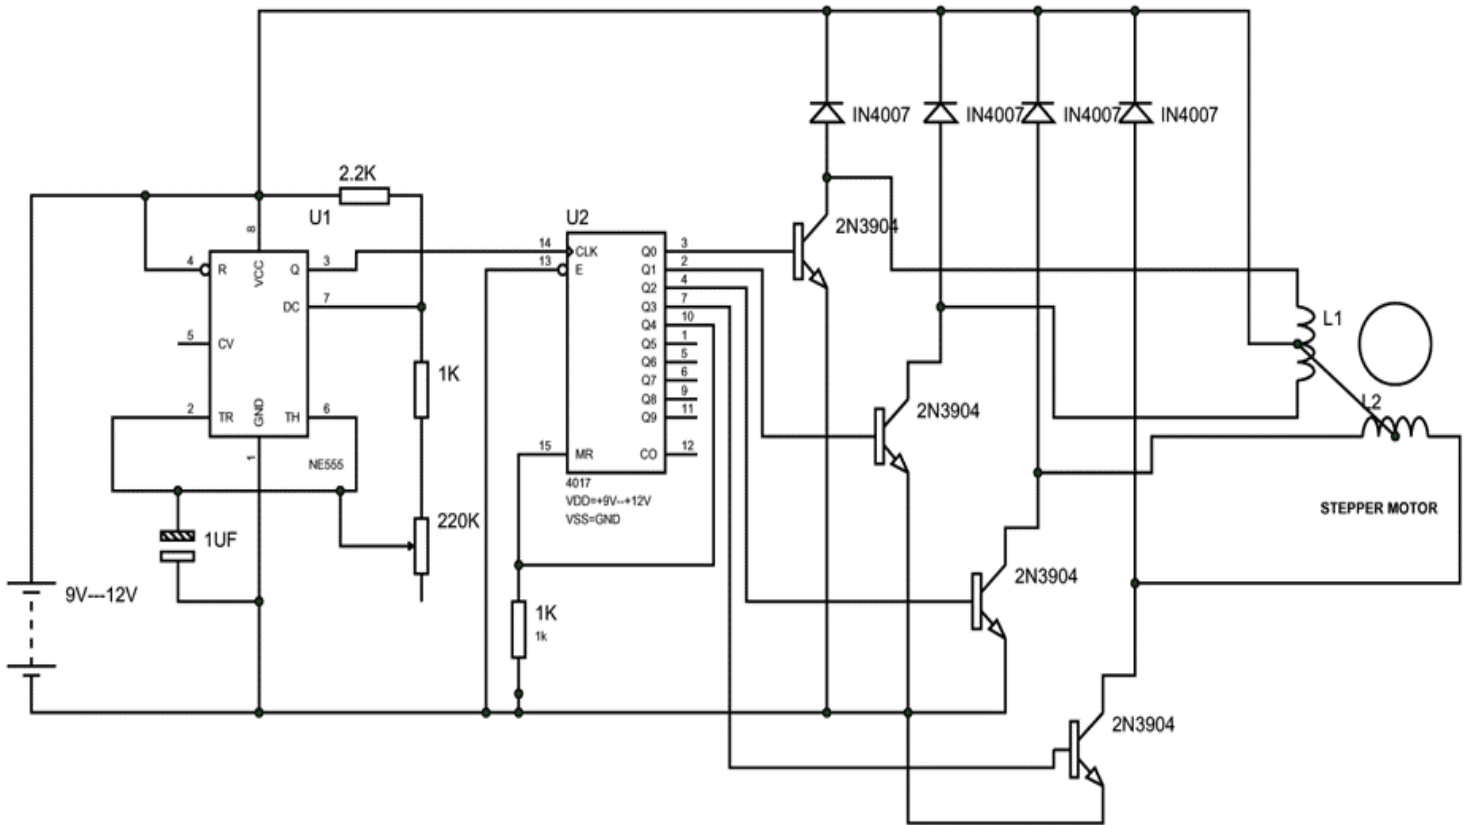 IN4007
IN4007
IN4007
IN4007
2.2K
U1
U2
2N3904
8
VCC
4
R
Q
3
DC
7
5
CV
2
TR
GND
TH
6
1
NE555
14
CLK
13
E
Q0
3
Q1
2
Q2
4
Q3
7
Q4
10
Q5
1
Q6
5
Q7
6
Q8
9
Q9
11
15
MR
CO
12
4017
VDD=+9V--+12V
VSS=GND
1K
220K
1UF
9V---12V
1K
1k
2N3904
2N3904
2N3904
L1
L2
STEPPER MOTOR